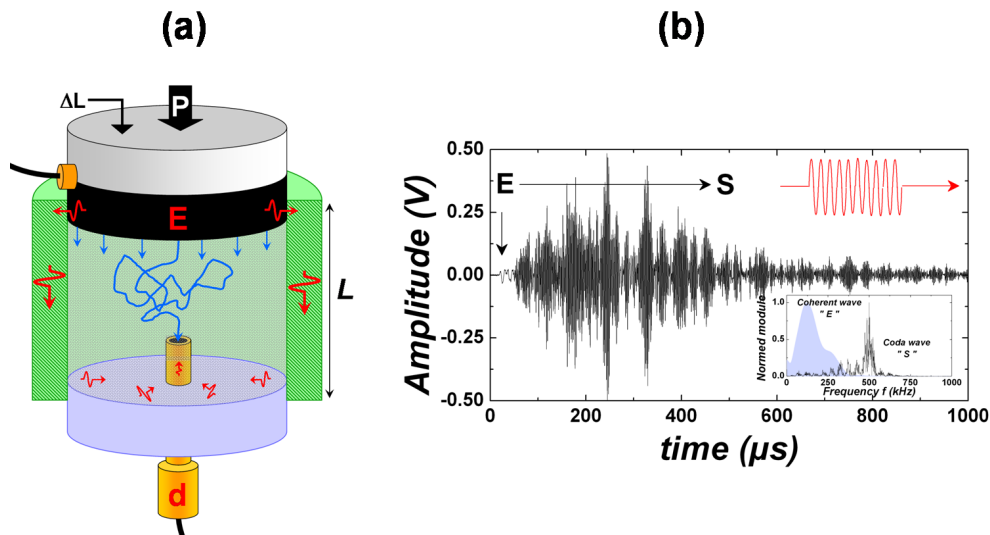 (a)
ΔL
P
E
L
d
(b)
0.50
0.25
0.00
-0.25
-0.50
Amplitude (V)
E
S
0 200 400 600 800 1000
time (µs)
Coherent wave
" E "
Coda wave
" S "
1.0
0.5
0.0
Normed module
0 250 500 750 1000
Frequency f (kHz)